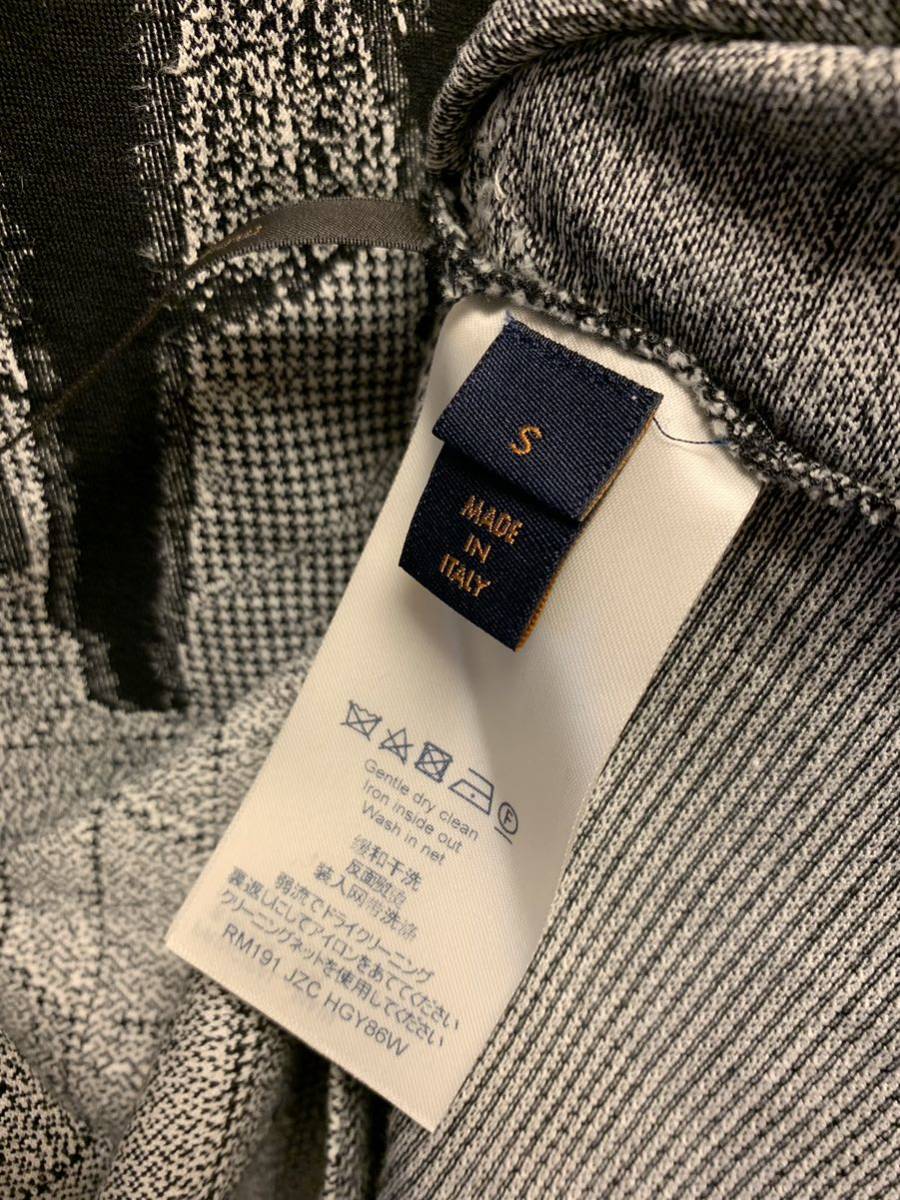 S
MADE
IN
ITALY
F
Gentle dry clean
Iron inside out
Wash in net
缓和干洗
反面熨烫
装入网带洗涤
弱流でドライクリーニング
裏返しにしてアイロンをあててください
クリーニングネットを使用してください
RM191 JZC HGY86W